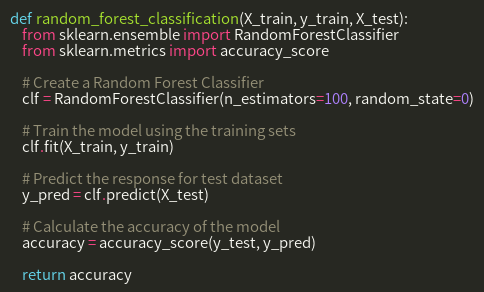 def random_forest_classification(X_train, y_train, X_test):
    from sklearn.ensemble import RandomForestClassifier
    from sklearn.metrics import accuracy_score

    # Create a Random Forest Classifier
    clf = RandomForestClassifier(n_estimators=100, random_state=0)

    # Train the model using the training sets
    clf.fit(X_train, y_train)

    # Predict the response for test dataset
    y_pred = clf.predict(X_test)

    # Calculate the accuracy of the model
    accuracy = accuracy_score(y_test, y_pred)

    return accuracy